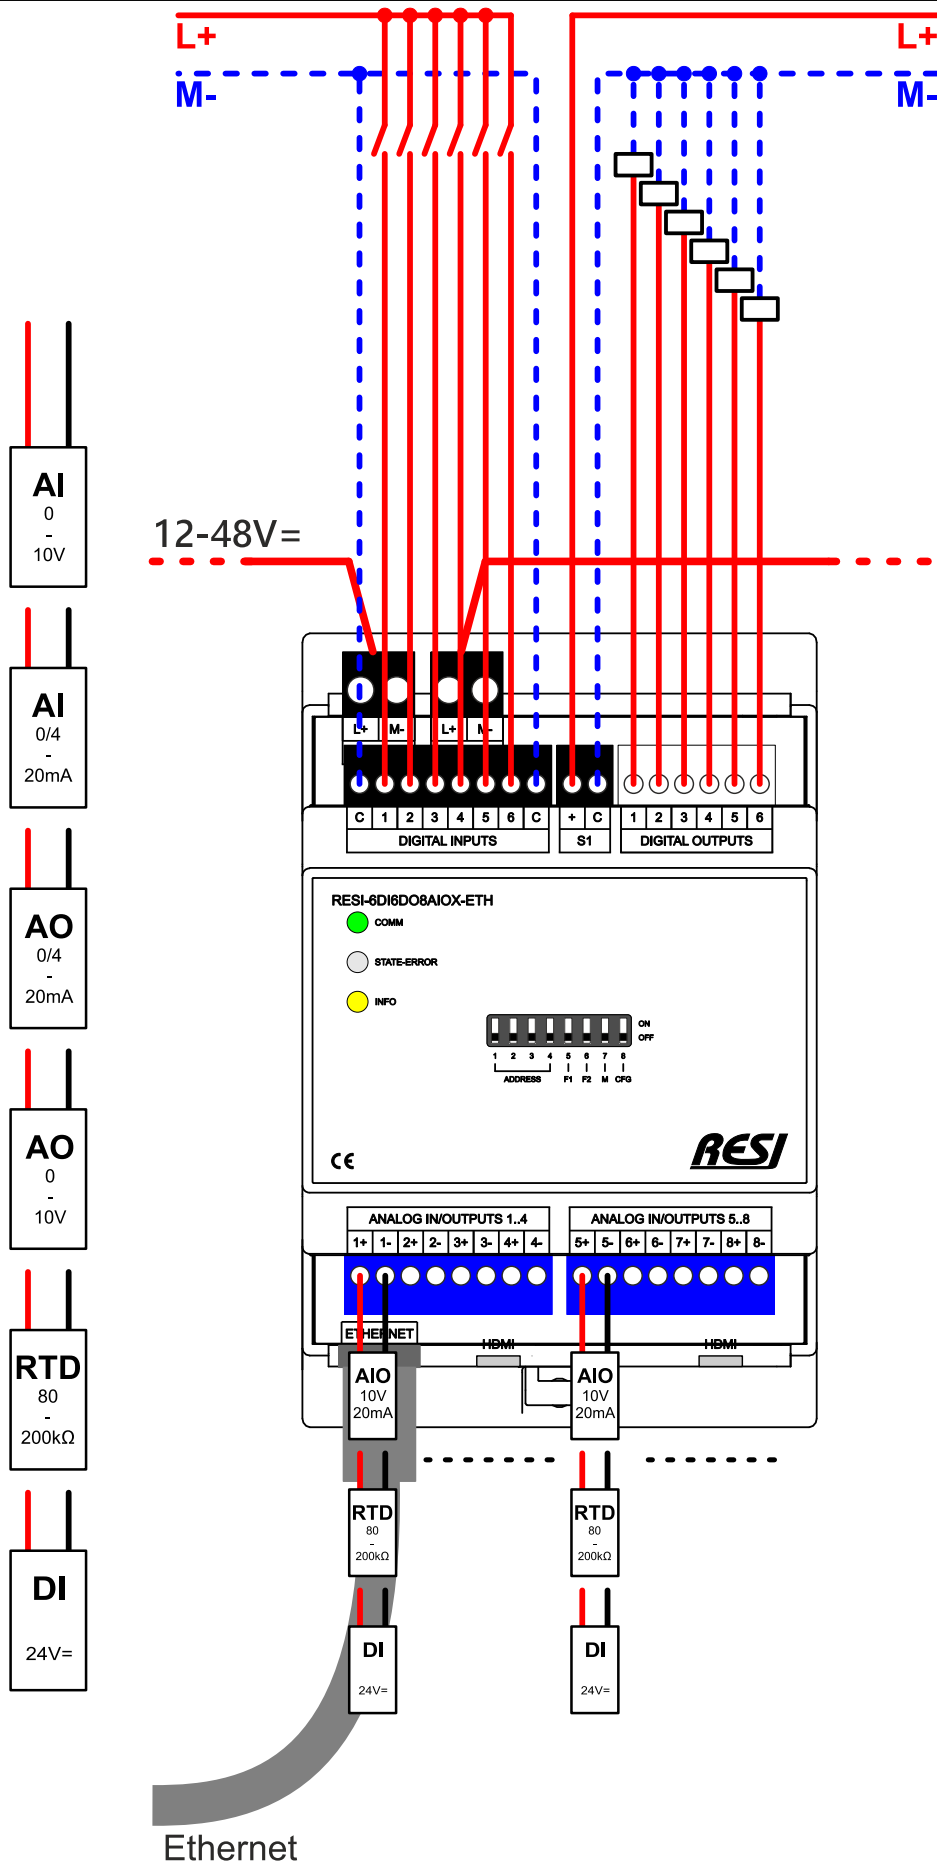 L+
L+
M-
M-
AI
0
-
10V
12-48V=
AI
0/4
-
20mA
L+ M- L+ M-
C 1 2 3 4 5 6 C
+ C
1 2 3 4 5 6
DIGITAL INPUTS
S1
DIGITAL OUTPUTS
AO
0/4
-
20mA
RESI-6DI6DO8AIOX-ETH
COMM
STATE-ERROR
INFO
ON
OFF
1 2 3 4 5 6 7 8
ADDRESS F1 F2 M CFG
AO
0
-
10V
CE
RESI
ANALOG IN/OUTPUTS 1..4
ANALOG IN/OUTPUTS 5..8
1+ 1- 2+ 2- 3+ 3- 4+ 4-
5+ 5- 6+ 6- 7+ 7- 8+ 8-
ETHERNET
HDMI
HDMI
RTD
80
-
200kΩ
AIO
10V
20mA
AIO
10V
20mA
RTD
80
-
200kΩ
RTD
80
-
200kΩ
DI
24V=
DI
24V=
DI
24V=
Ethernet